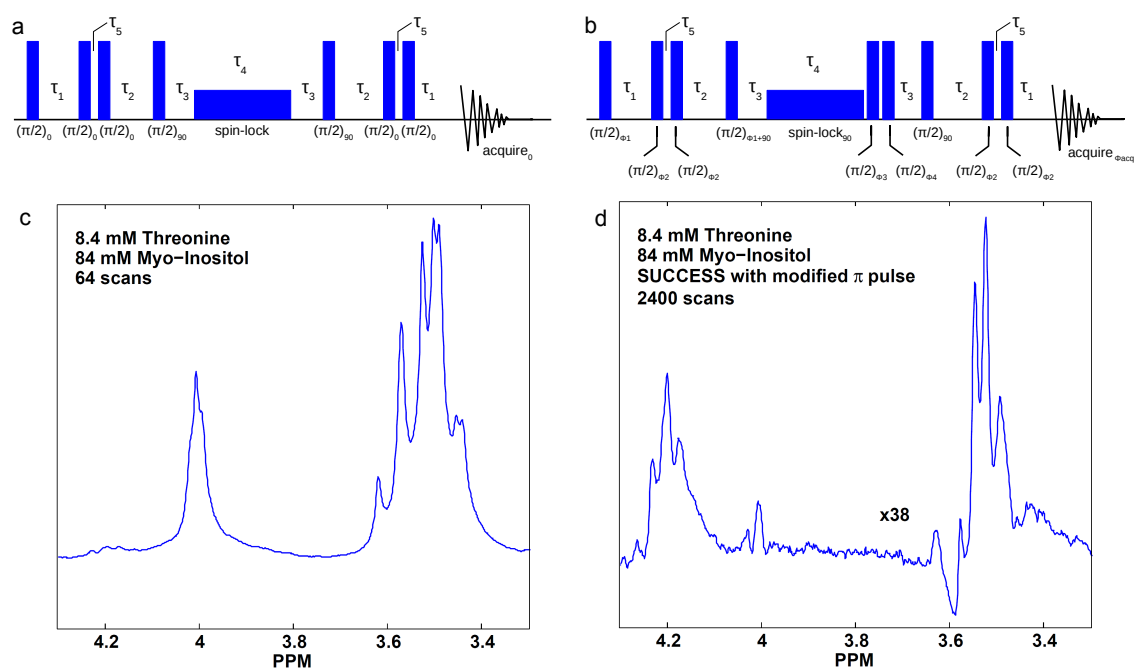 a
τ5 τ5
τ4
τ1 τ2 τ3 τ3 τ2 τ1
(π/2)0 (π/2)0 (π/2)0 (π/2)90 spin-lock (π/2)90 (π/2)0 (π/2)0
acquire0
b
τ5 τ5
τ4
τ1 τ2 τ3 τ3 τ2 τ1
(π/2)Φ1 (π/2)Φ1+90 spin-lock90 (π/2)90
acquireΦacq
(π/2)Φ2 (π/2)Φ2 (π/2)Φ3 (π/2)Φ4 (π/2)Φ2 (π/2)Φ2
c
8.4 mM Threonine
84 mM Myo−Inositol
64 scans
4.2 4 3.8 3.6 3.4
PPM
d
8.4 mM Threonine
84 mM Myo−Inositol
SUCCESS with modified π pulse
2400 scans
x38
4.2 4 3.8 3.6 3.4
PPM